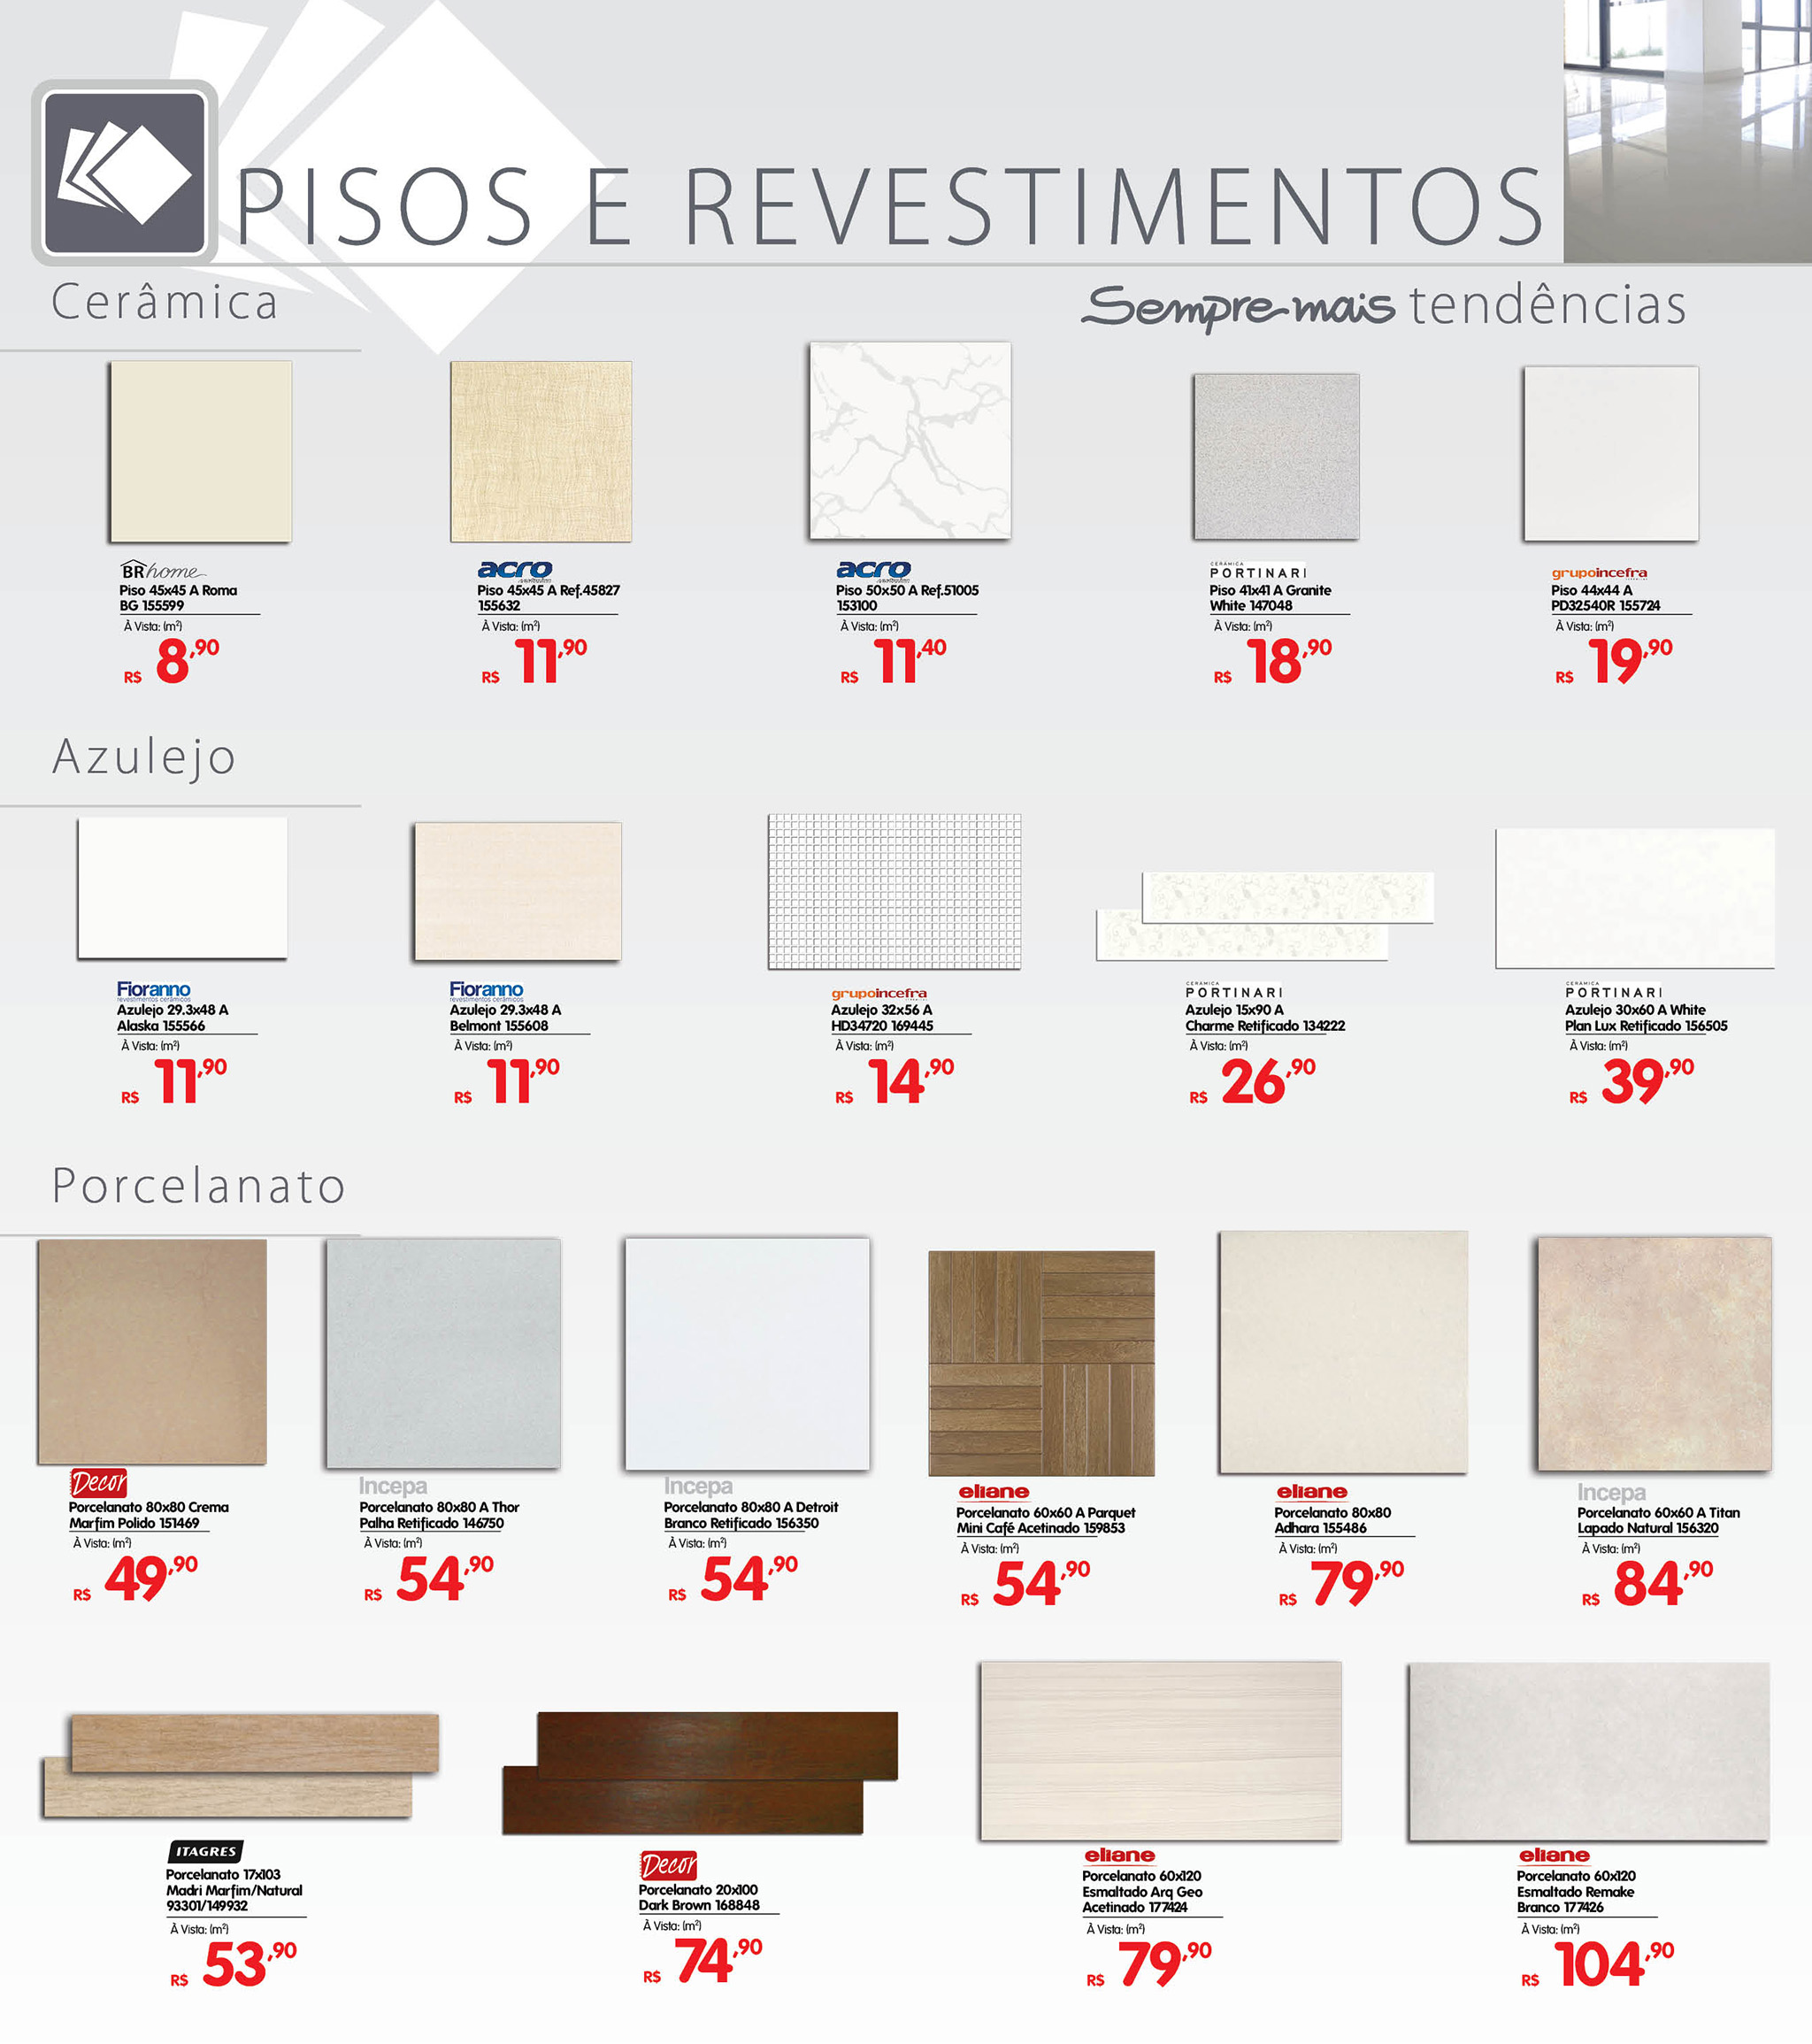 PISOS E REVESTIMENTOS
Cerâmica
Sempre mais tendências
BRhome
Piso 45x45 A Roma
BG 155599
À Vista: (m²)
R$ 8,90
acro
Piso 45x45 A Ref.45827
155632
À Vista: (m²)
R$ 11,90
acro
Piso 50x50 A Ref.51005
153100
À Vista: (m²)
R$ 11,40
CERÂMICA
PORTINARI
Piso 41x41 A Granite
White 147048
À Vista: (m²)
R$ 18,90
grupoincefra
Piso 44x44 A
PD32540R 155724
À Vista: (m²)
R$ 19,90
Azulejo
Fioranno
revestimentos cerâmicos
Azulejo 29.3x48 A
Alaska 155566
À Vista: (m²)
R$ 11,90
Fioranno
revestimentos cerâmicos
Azulejo 29.3x48 A
Belmont 155608
À Vista: (m²)
R$ 11,90
grupoincefra
Azulejo 32x56 A
HD34720 169445
À Vista: (m²)
R$ 14,90
CERÂMICA
PORTINARI
Azulejo 15x90 A
Charme Retificado 134222
À Vista: (m²)
R$ 26,90
CERÂMICA
PORTINARI
Azulejo 30x60 A White
Plan Lux Retificado 156505
À Vista: (m²)
R$ 39,90
Porcelanato
Decor
Porcelanato 80x80 Crema
Marfim Polido 151469
À Vista: (m²)
R$ 49,90
Incepa
Porcelanato 80x80 A Thor
Palha Retificado 146750
À Vista: (m²)
R$ 54,90
Incepa
Porcelanato 80x80 A Detroit
Branco Retificado 156350
À Vista: (m²)
R$ 54,90
eliane
Porcelanato 60x60 A Parquet
Mini Café Acetinado 159853
À Vista: (m²)
R$ 54,90
eliane
Porcelanato 80x80
Adhara 155486
À Vista: (m²)
R$ 79,90
Incepa
Porcelanato 60x60 A Titan
Lapado Natural 156320
À Vista: (m²)
R$ 84,90
ITAGRES
Porcelanato 17x103
Madri Marfim/Natural
93301/149932
À Vista: (m²)
R$ 53,90
Decor
Porcelanato 20x100
Dark Brown 168848
À Vista: (m²)
R$ 74,90
eliane
Porcelanato 60x120
Esmaltado Arq Geo
Acetinado 177424
À Vista: (m²)
R$ 79,90
eliane
Porcelanato 60x120
Esmaltado Remake
Branco 177426
À Vista: (m²)
R$ 104,90